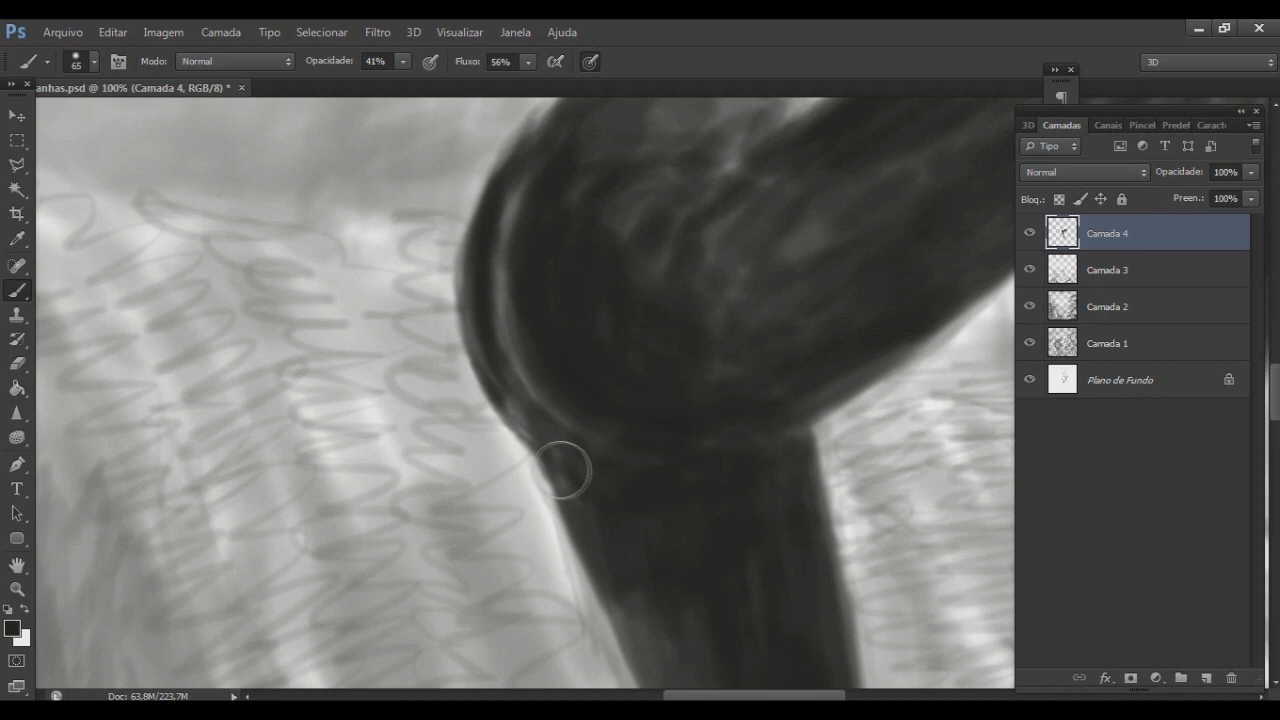 Ps Arquivo Editar Imagem Camada Tipo Selecionar Filtro 3D Visualizar Janela Ajuda
65 Modo: Normal Opacidade: 41% Fluxo: 56% 3D
anhas.psd @ 100% (Camada 4, RGB/8) * ×
3D Camadas Canais Pincel Predef Caract
Tipo
Normal Opacidade: 100%
Bloq.: Preen.: 100%
Camada 4
Camada 3
Camada 2
Camada 1
Plano de Fundo
Doc: 63,8M/223,7M